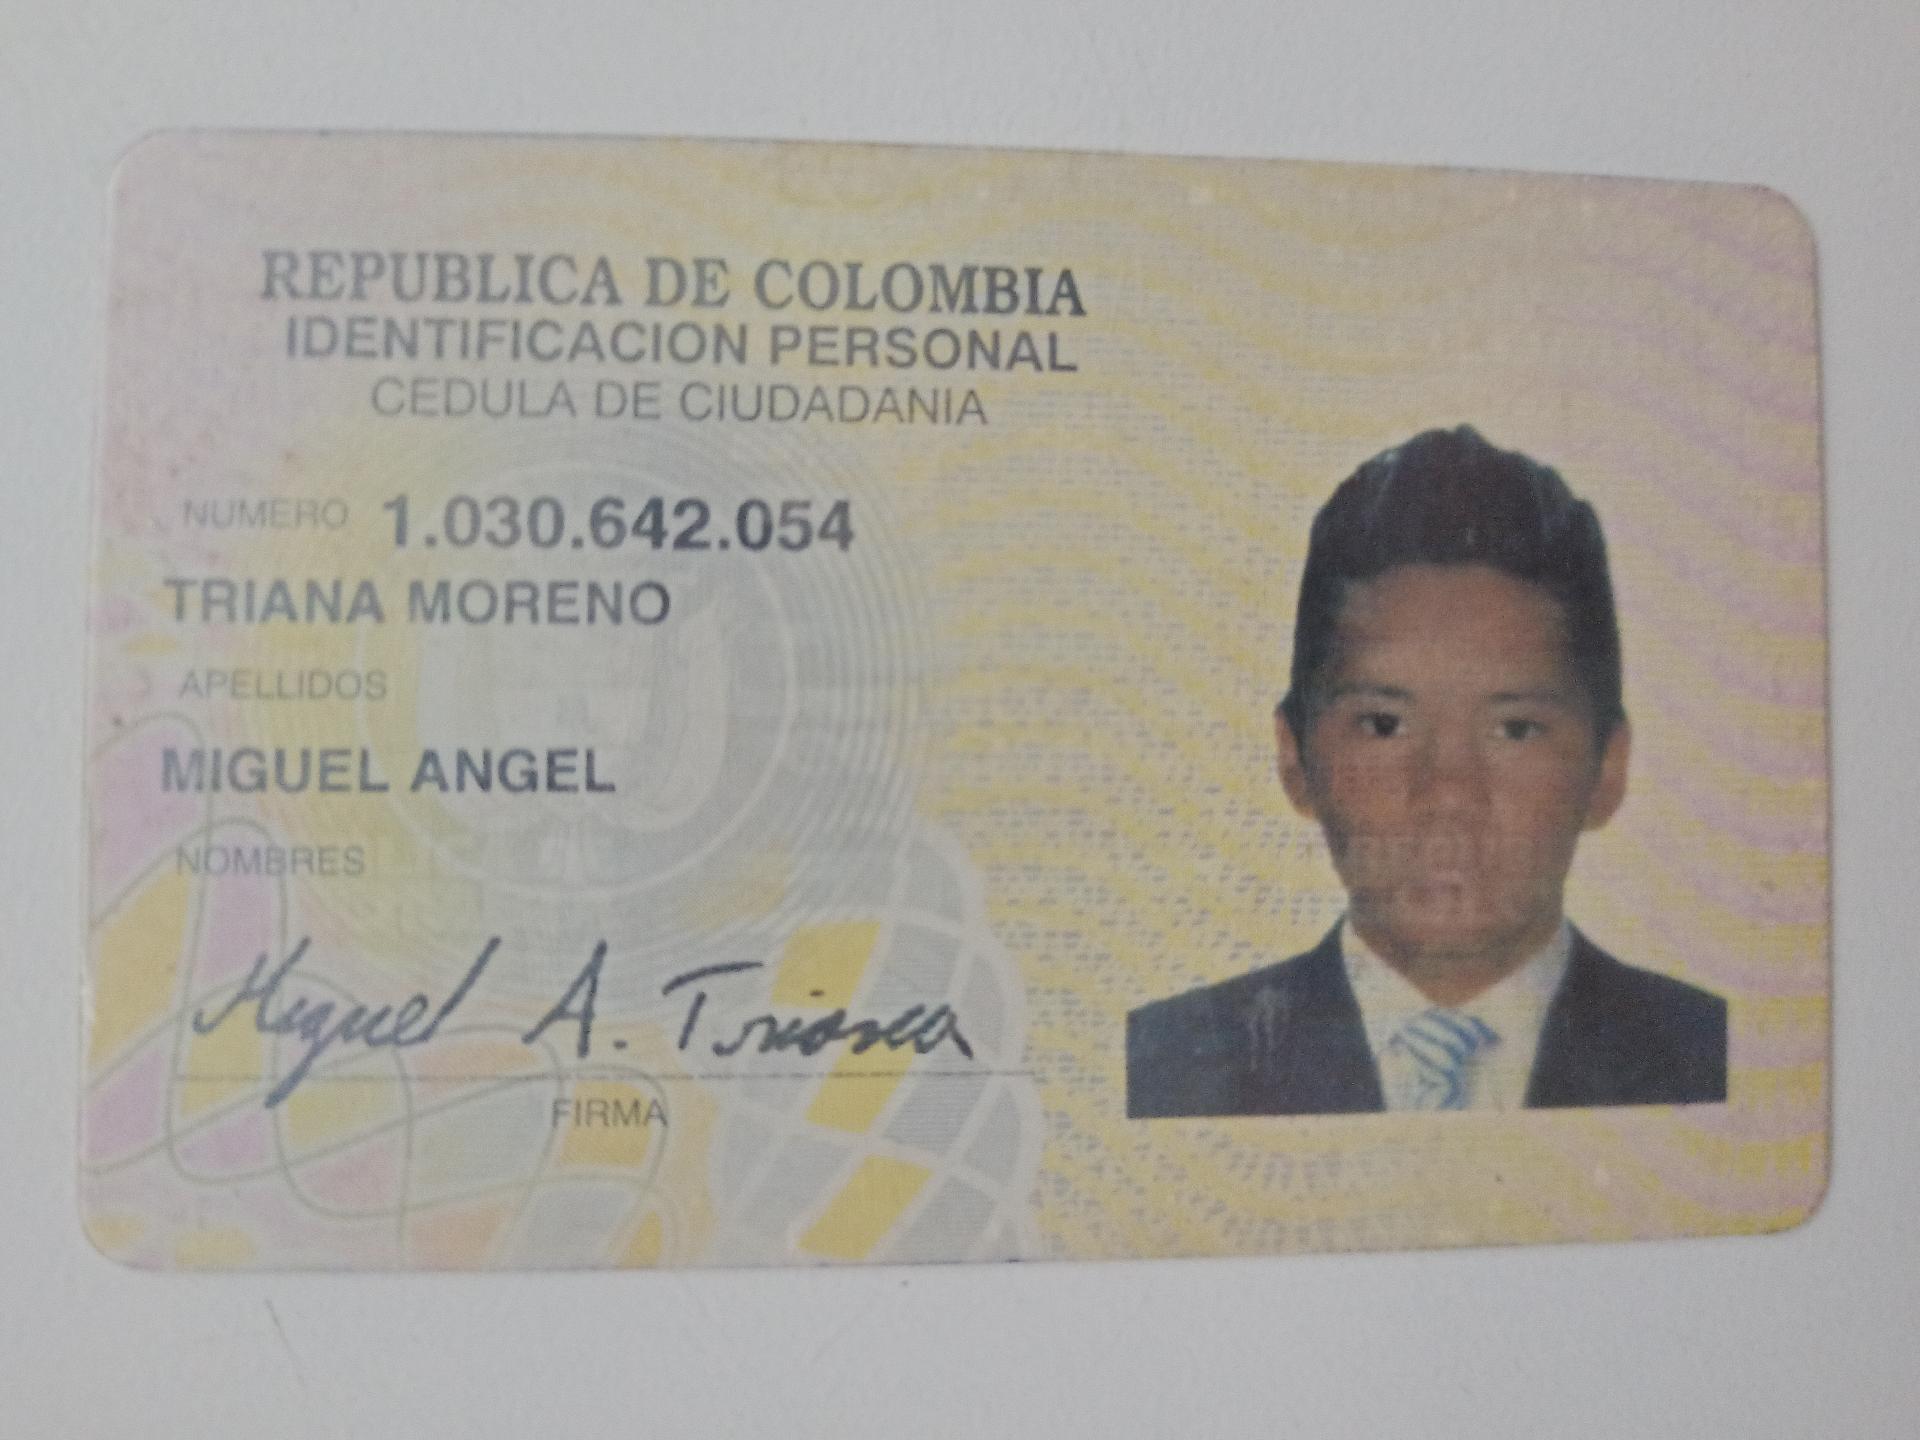 REPUBLICA DE COLOMBIA
IDENTIFICACION PERSONAL
CEDULA DE CIUDADANIA
NUMERO 1.030.642.054
TRIANA MORENO
APELLIDOS
MIGUEL ANGEL
NOMBRES
Miguel A. Triana
FIRMA